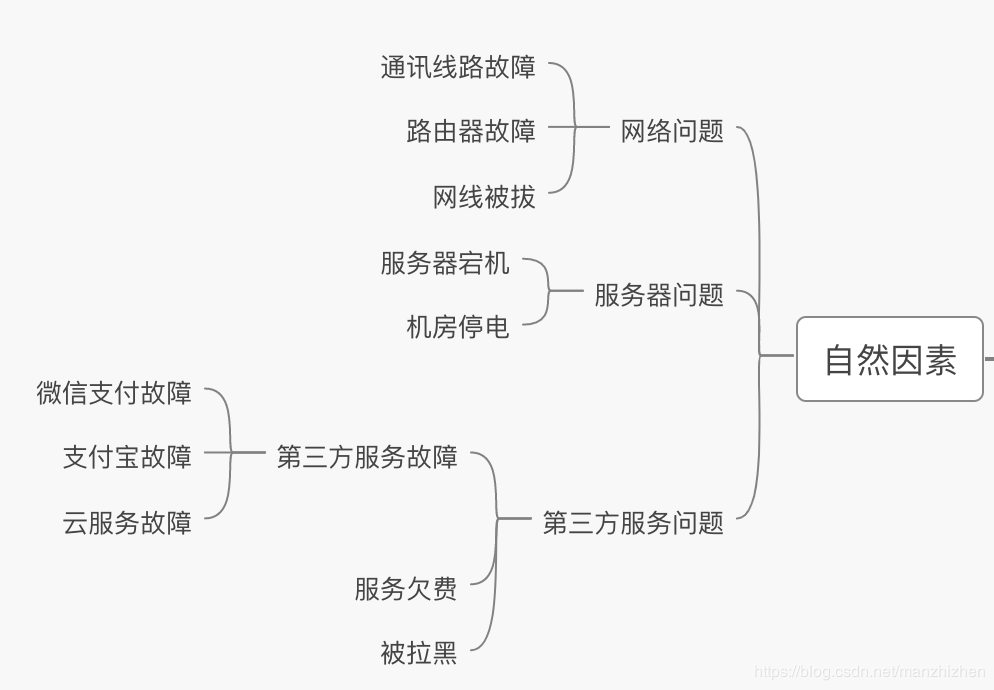 通讯线路故障
路由器故障
网络问题
网线被拔
服务器宕机
服务器问题
机房停电
自然因素
微信支付故障
支付宝故障
第三方服务故障
云服务故障
第三方服务问题
服务欠费
被拉黑
https://blog.csdn.net/manzhizhen